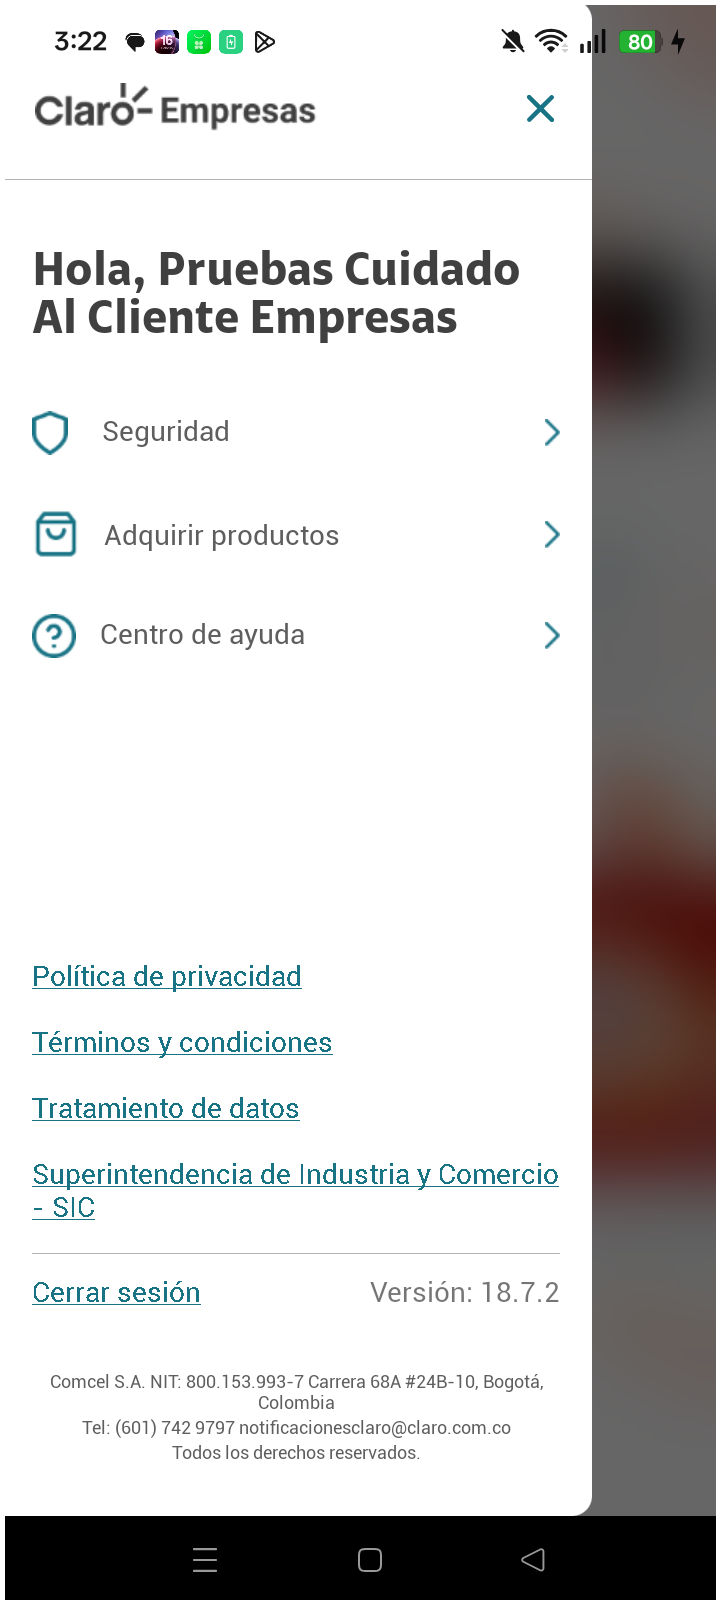 3:22
16
80
Claro- Empresas
Hola, Pruebas Cuidado
Al Cliente Empresas
Seguridad
Adquirir productos
Centro de ayuda
Política de privacidad
Términos y condiciones
Tratamiento de datos
Superintendencia de Industria y Comercio
- SIC
Cerrar sesión
Versión: 18.7.2
Comcel S.A. NIT: 800.153.993-7 Carrera 68A #24B-10, Bogotá,
Colombia
Tel: (601) 742 9797 notificacionesclaro@claro.com.co
Todos los derechos reservados.